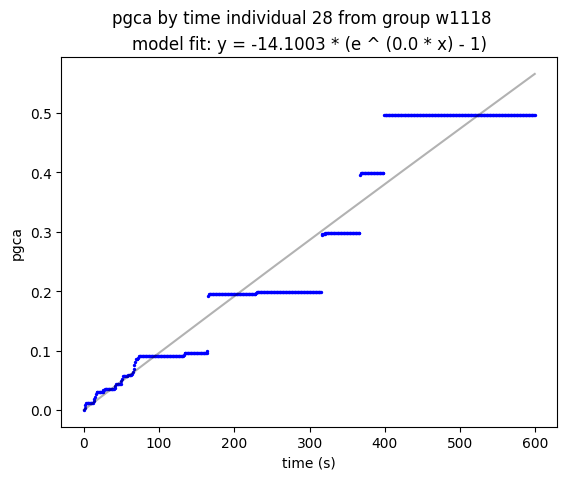 pgca by time individual 28 from group w1118
model fit: y = -14.1003 * (e ^ (0.0 * x) - 1)
0.5
0.4
0.3
0.2
0.1
0.0
pgca
0 100 200 300 400 500 600
time (s)